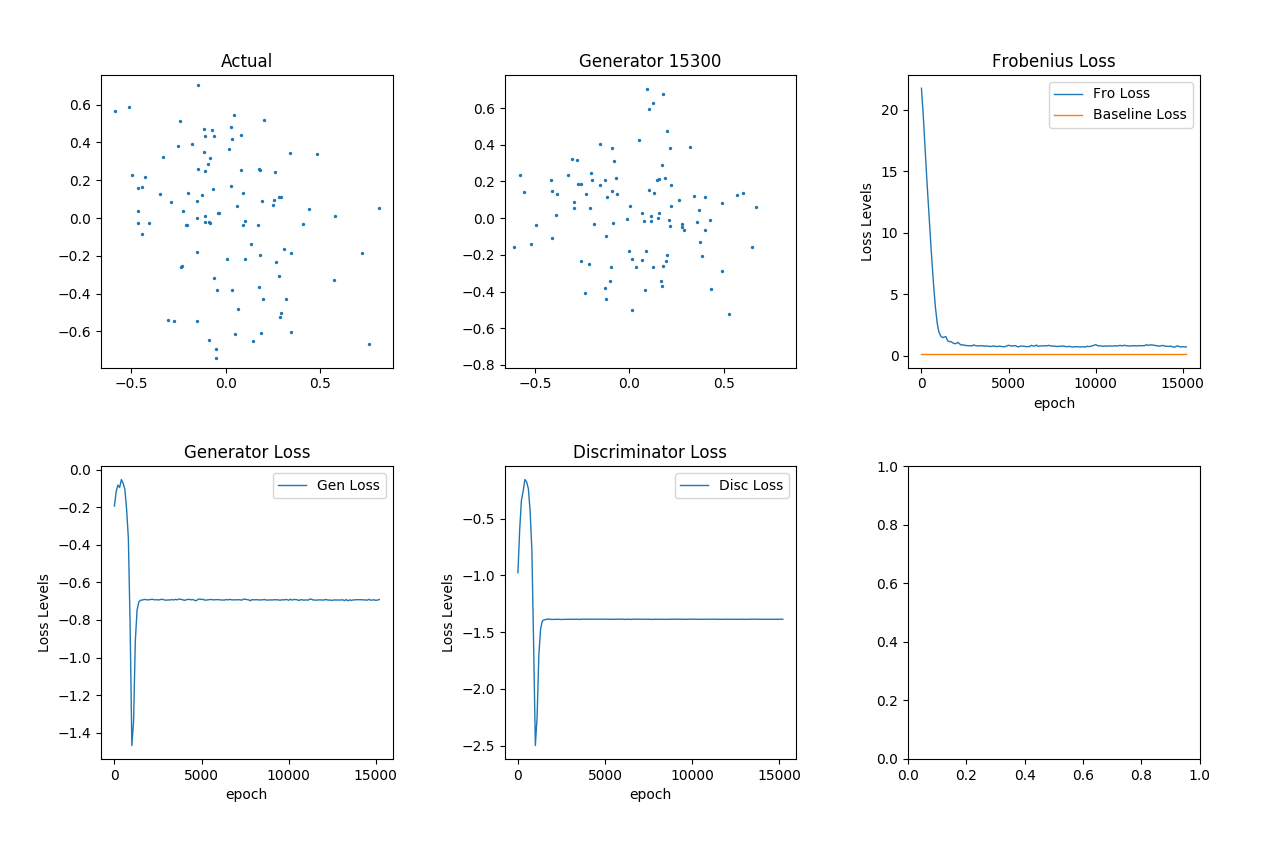 Actual
0.6
0.4
0.2
0.0
−0.2
−0.4
−0.6
−0.5 0.0 0.5
Generator 15300
0.6
0.4
0.2
0.0
−0.2
−0.4
−0.6
−0.8
−0.5 0.0 0.5
Frobenius Loss
Fro Loss
Baseline Loss
Loss Levels
20
15
10
5
0
0 5000 10000 15000
epoch
Generator Loss
Gen Loss
Loss Levels
0.0
−0.2
−0.4
−0.6
−0.8
−1.0
−1.2
−1.4
0 5000 10000 15000
epoch
Discriminator Loss
Disc Loss
Loss Levels
−0.5
−1.0
−1.5
−2.0
−2.5
0 5000 10000 15000
epoch
1.0
0.8
0.6
0.4
0.2
0.0
0.0 0.2 0.4 0.6 0.8 1.0